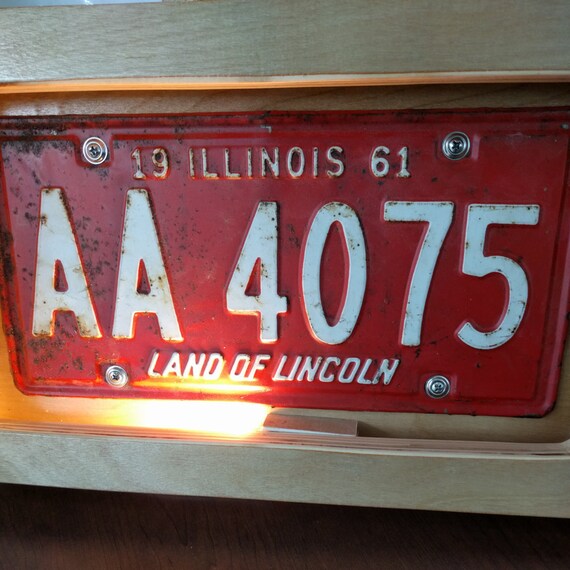 19 ILLINOIS 61
AA 4075
LAND OF LINCOLN